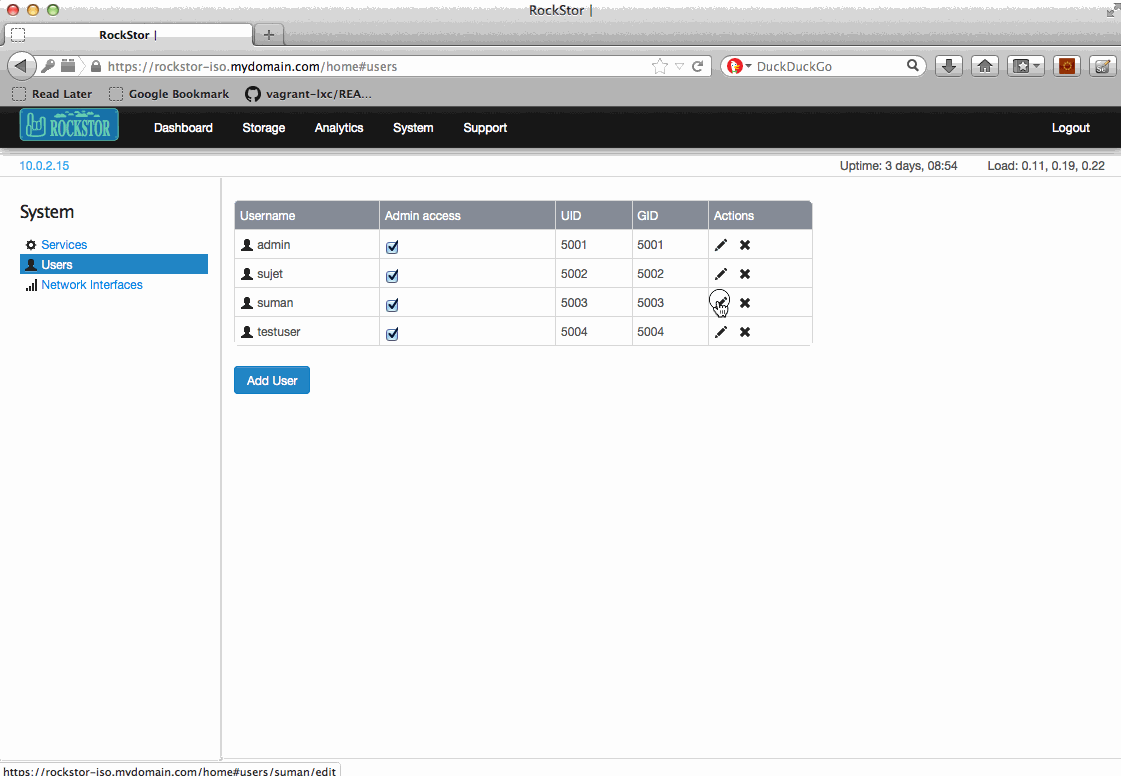 RockStor |
RockStor |
https://rockstor-iso.mydomain.com/home#users
DuckDuckGo
Read Later
Google Bookmark
vagrant-lxc/REA...
ROCKSTOR
Dashboard
Storage
Analytics
System
Support
Logout
10.0.2.15
Uptime: 3 days, 08:54
Load: 0.11, 0.19, 0.22
System
Services
Users
Network Interfaces
Username Admin access UID GID Actions
admin 5001 5001
sujet 5002 5002
suman 5003 5003
testuser 5004 5004
Add User
https://rockstor-iso.mydomain.com/home#users/suman/edit